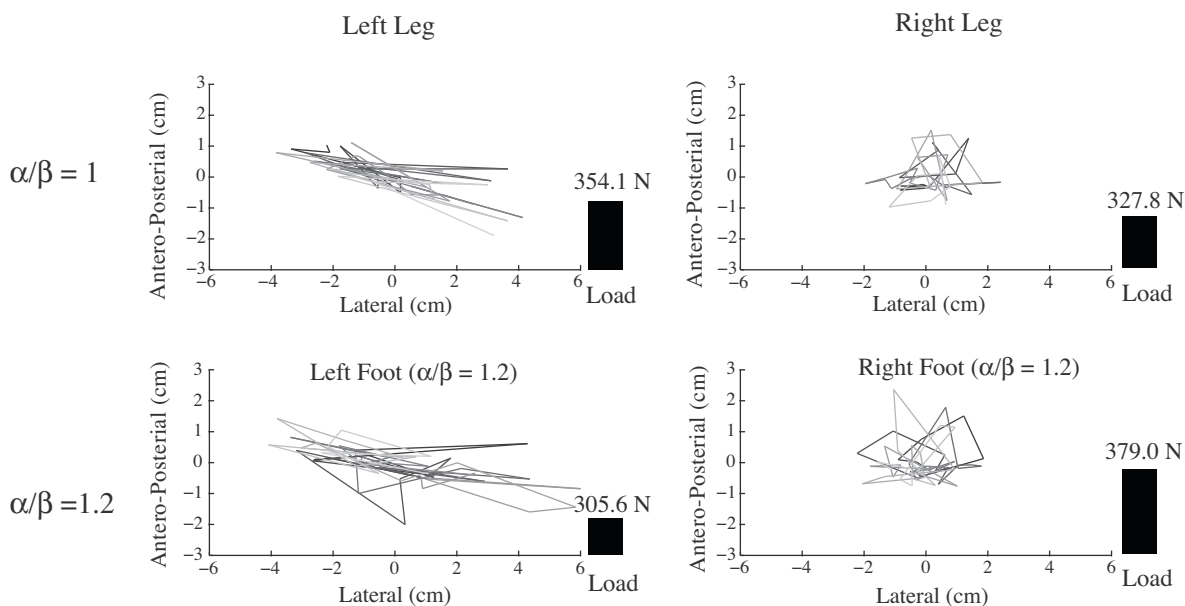 Left Leg
Right Leg
α/β = 1
Antero-Posterial (cm)
3
2
1
0
−1
−2
−3
−6 −4 −2 0 2 4 6
Lateral (cm)
354.1 N
Load
Antero-Posterial (cm)
3
2
1
0
−1
−2
−3
−6 −4 −2 0 2 4 6
Lateral (cm)
327.8 N
Load
α/β =1.2
Left Foot (α/β = 1.2)
Antero-Posterial (cm)
3
2
1
0
−1
−2
−3
−6 −4 −2 0 2 4 6
Lateral (cm)
305.6 N
Load
Right Foot (α/β = 1.2)
Antero-Posterial (cm)
3
2
1
0
−1
−2
−3
−6 −4 −2 0 2 4 6
Lateral (cm)
379.0 N
Load